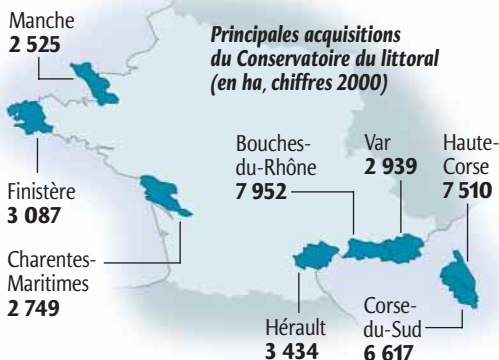 Manche
2 525
Principales acquisitions
du Conservatoire du littoral
(en ha, chiffres 2000)
Finistère
3 087
Charentes-
Maritimes
2 749
Bouches-
du-Rhône
7 952
Var
2 939
Haute-
Corse
7 510
Hérault
3 434
Corse-
du-Sud
6 617